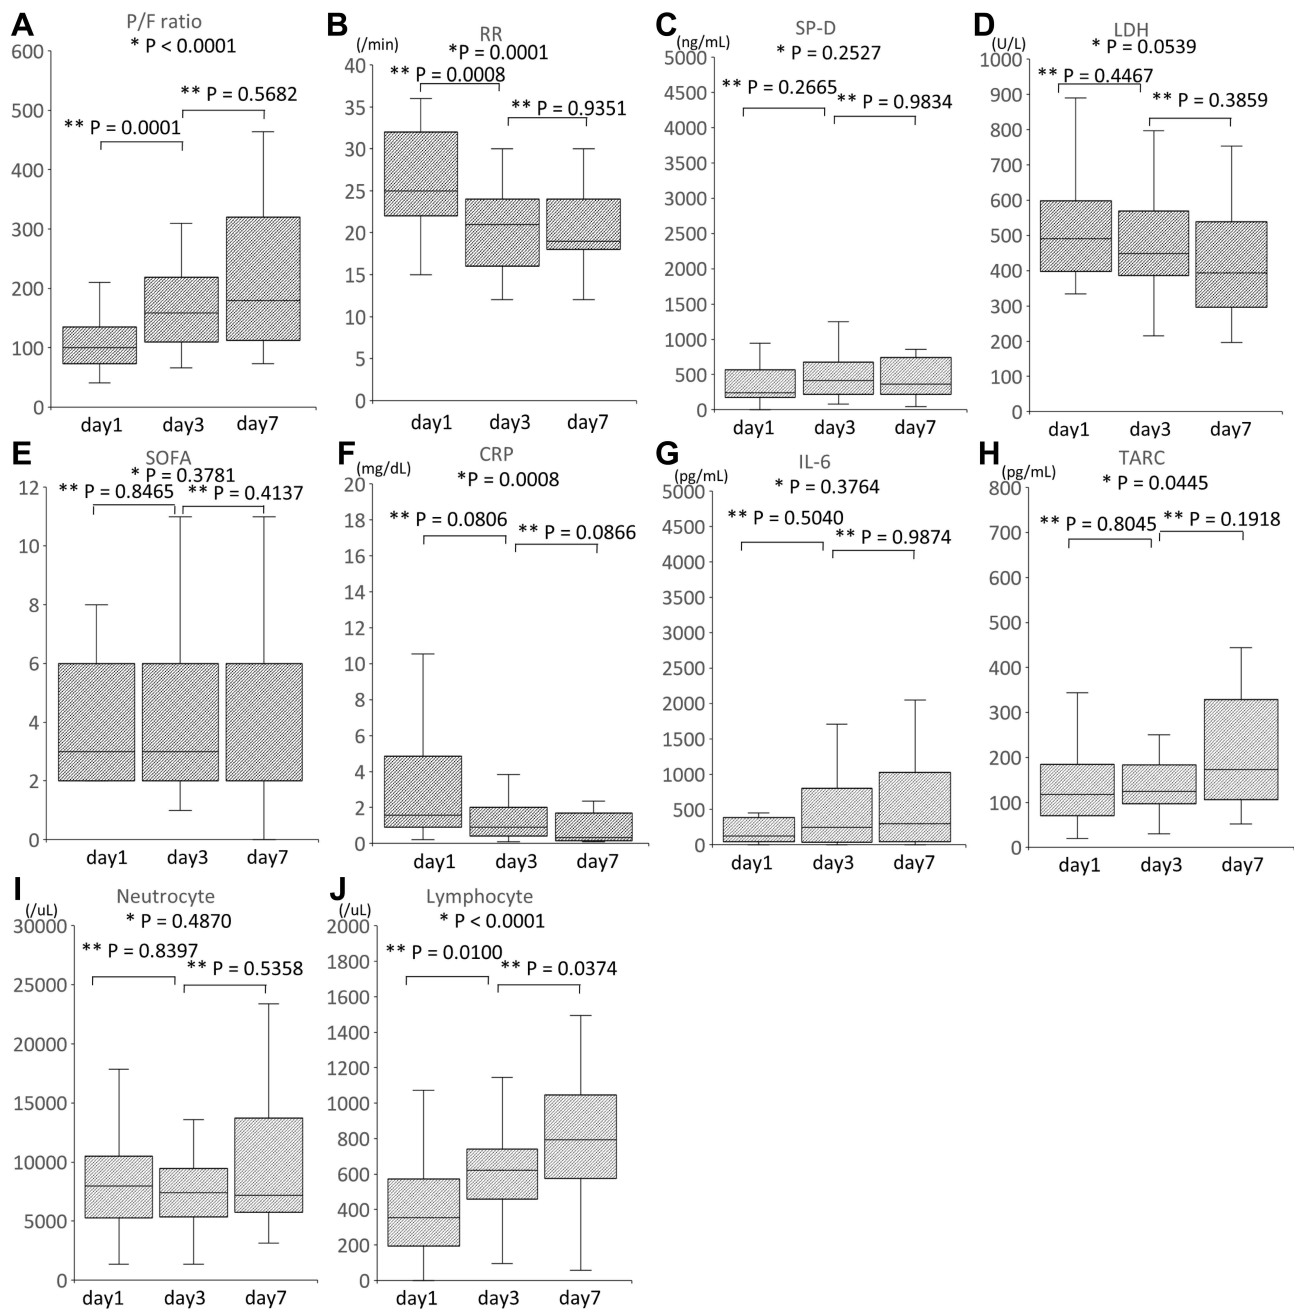 A
P/F ratio
* P < 0.0001
** P = 0.5682
** P = 0.0001
600
500
400
300
200
100
0
day1 day3 day7
B
RR
(/min)
*P = 0.0001
** P = 0.0008
** P = 0.9351
40
35
30
25
20
15
10
5
0
day1 day3 day7
C
SP-D
(ng/mL)
* P = 0.2527
** P = 0.2665
** P = 0.9834
5000
4500
4000
3500
3000
2500
2000
1500
1000
500
0
day1 day3 day7
D
LDH
(U/L)
* P = 0.0539
** P = 0.4467
** P = 0.3859
1000
900
800
700
600
500
400
300
200
100
0
day1 day3 day7
E
SOFA
* P = 0.3781
** P = 0.8465
** P = 0.4137
12
10
8
6
4
2
0
day1 day3 day7
F
CRP
(mg/dL)
*P = 0.0008
** P = 0.0806
** P = 0.0866
20
18
16
14
12
10
8
6
4
2
0
day1 day3 day7
G
IL-6
(pg/mL)
* P = 0.3764
** P = 0.5040
** P = 0.9874
5000
4500
4000
3500
3000
2500
2000
1500
1000
500
0
day1 day3 day7
H
TARC
(pg/mL)
* P = 0.0445
** P = 0.8045
** P = 0.1918
800
700
600
500
400
300
200
100
0
day1 day3 day7
I
Neutrocyte
(/uL)
* P = 0.4870
** P = 0.8397
** P = 0.5358
30000
25000
20000
15000
10000
5000
0
day1 day3 day7
J
Lymphocyte
(/uL)
* P < 0.0001
** P = 0.0100
** P = 0.0374
2000
1800
1600
1400
1200
1000
800
600
400
200
0
day1 day3 day7